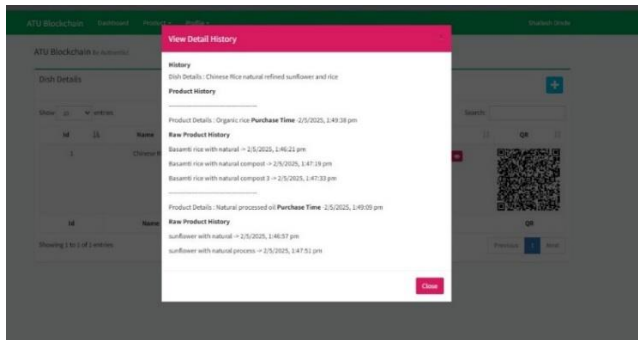 ATU Blockchain Dashboard Product Profile
View Detail History
ATU Blockchain
History
Dish Details : Chinese Rice natural refined sunflower and rice
Product History
Product Details : Organic rice Purchase Time -2/5/2025, 1:49:38 pm
Raw Product History
Basamti rice with natural -> 2/5/2025, 1:46:21 pm
Basamti rice with natural compost -> 2/5/2025, 1:47:19 pm
Basamti rice with natural compost 3 -> 2/5/2025, 1:47:33 pm
Product Details : Natural processed oil Purchase Time -2/5/2025, 1:49:09 pm
Raw Product History
sunflower with natural -> 2/5/2025, 1:46:57 pm
sunflower with natural process -> 2/5/2025, 1:47:51 pm
Close
Dish Details
Show entries
Search:
Id Name QR
1 Chinese R
Id Name QR
Showing 1 to 1 of 1 entries
Previous 1 Next